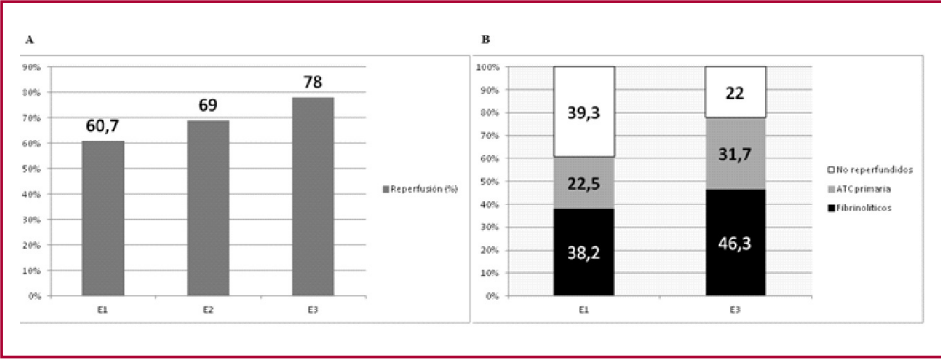 A
90%
80%
70%
60%
50%
40%
30%
20%
10%
0%
60,7
69
78
E1
E2
E3
Reperfusión (%)
B
100%
90%
80%
70%
60%
50%
40%
30%
20%
10%
0%
39,3
22,5
38,2
22
31,7
46,3
E1
E3
No reperfundidos
ATC primaria
Fibrinolíticos